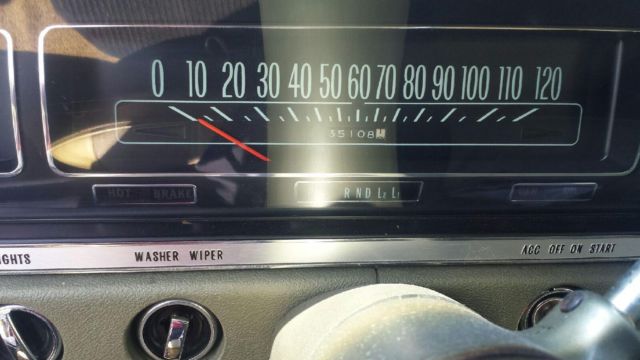 0 10 20 30 40 50 60 70 80 90 100 110 120
35108
HOT BRAKE R N D L2 L1
GHTS WASHER WIPER ACC OFF ON START